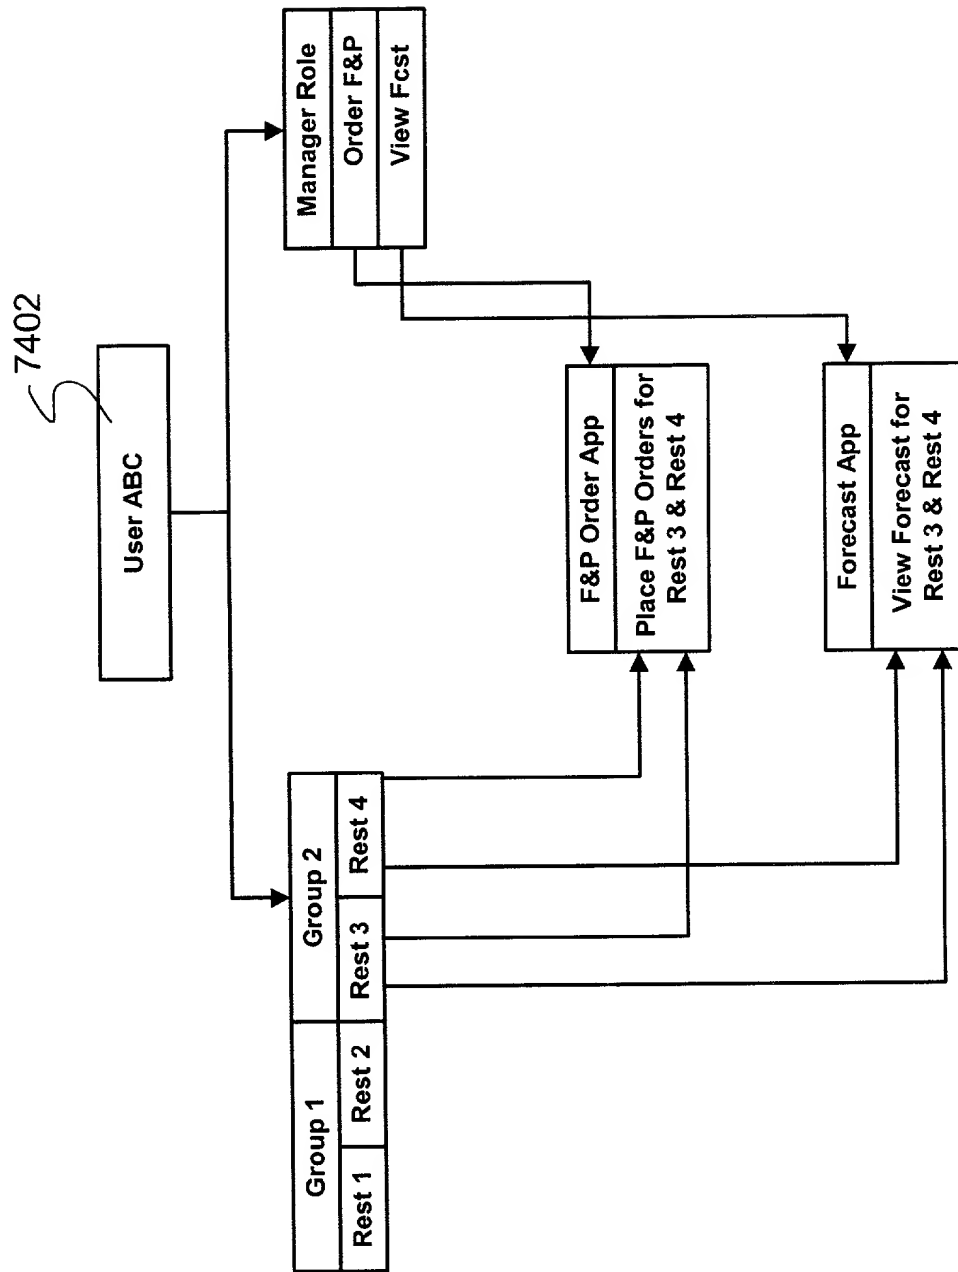 7402
User ABC
Group 1
Group 2
Rest 1
Rest 2
Rest 3
Rest 4
Manager Role
Order F&P
View Fcst
F&P Order App
Place F&P Orders for
Rest 3 & Rest 4
Forecast App
View Forecast for
Rest 3 & Rest 4